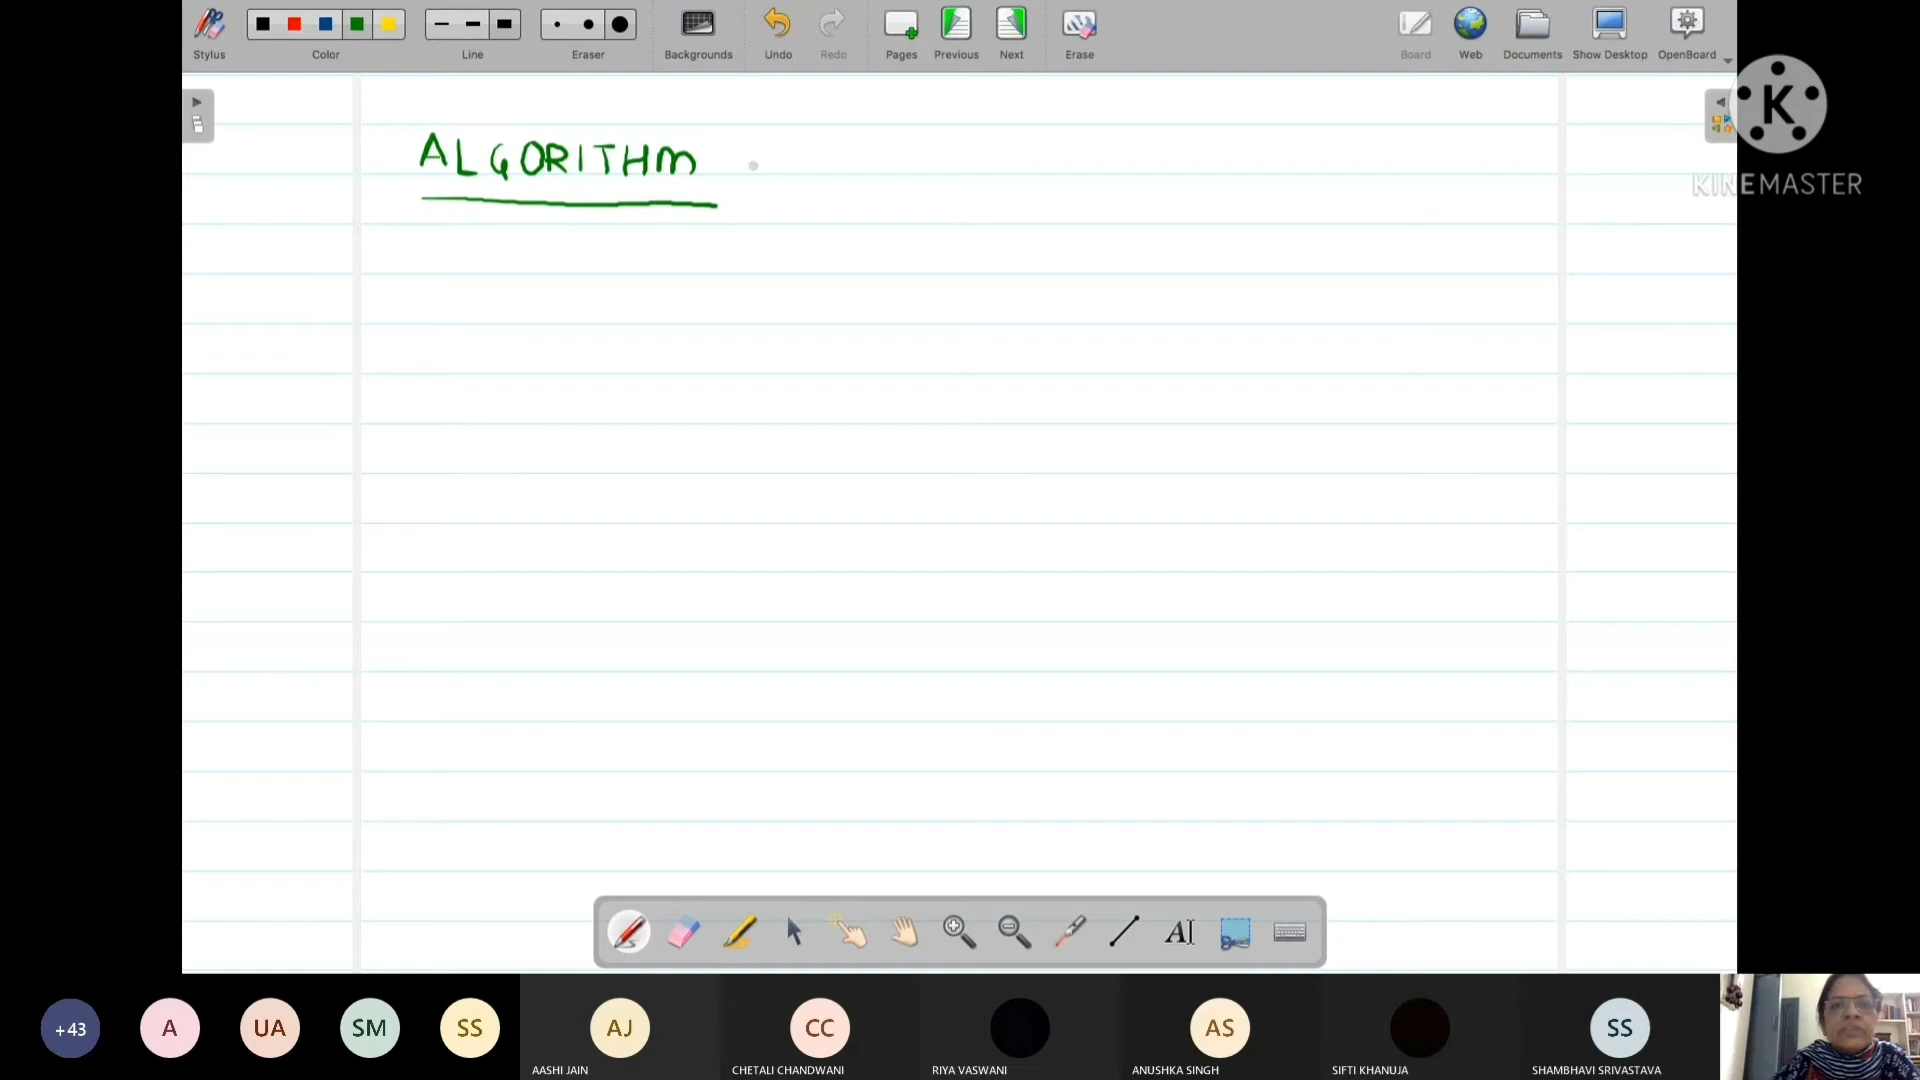 Stylus Color Line Eraser Backgrounds Undo Redo Pages Previous Next Erase Board Web Documents Show Desktop OpenBoard
K
KINEMASTER
ALGORITHM
AI
+43 A UA SM SS AJ CC AS SS
AASHI JAIN CHETALI CHANDWANI RIYA VASWANI ANUSHKA SINGH SIFTI KHANUJA SHAMBHAVI SRIVASTAVA